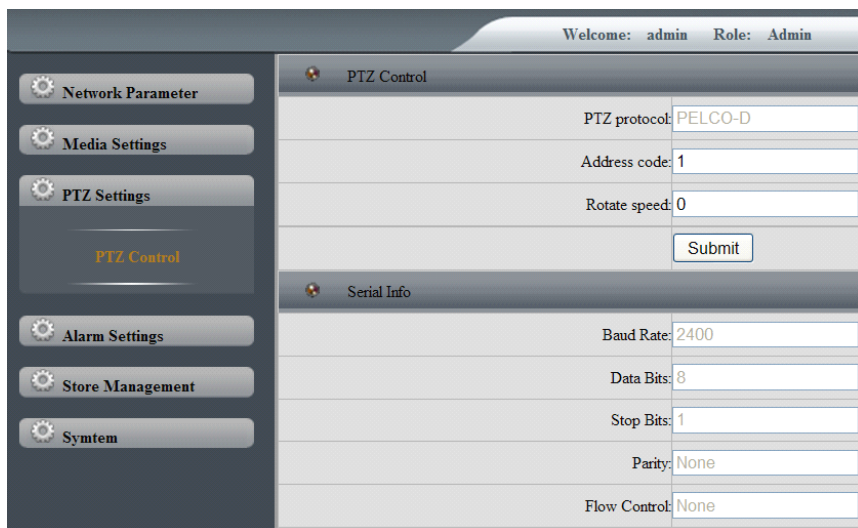 Welcome: admin Role: Admin
Network Parameter
Media Settings
PTZ Settings
PTZ Control
Alarm Settings
Store Management
Symtem
PTZ Control
PTZ protocol: PELCO-D
Address code: 1
Rotate speed: 0
Submit
Serial Info
Baud Rate: 2400
Data Bits: 8
Stop Bits: 1
Parity: None
Flow Control: None